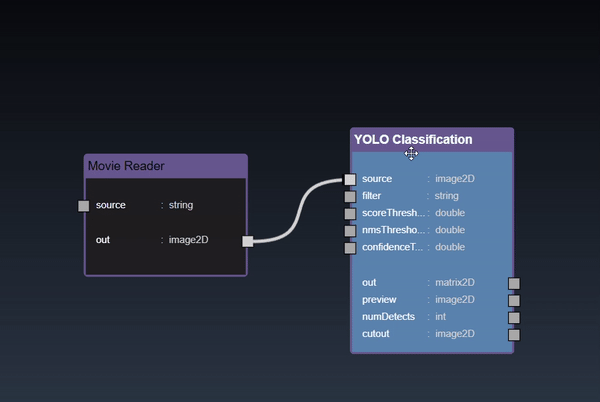 Movie Reader
source : string
out : image2D
YOLO Classification
source : image2D
filter : string
scoreThresh... : double
nmsThresho... : double
confidenceT... : double
out : matrix2D
preview : image2D
numDetects : int
cutout : image2D